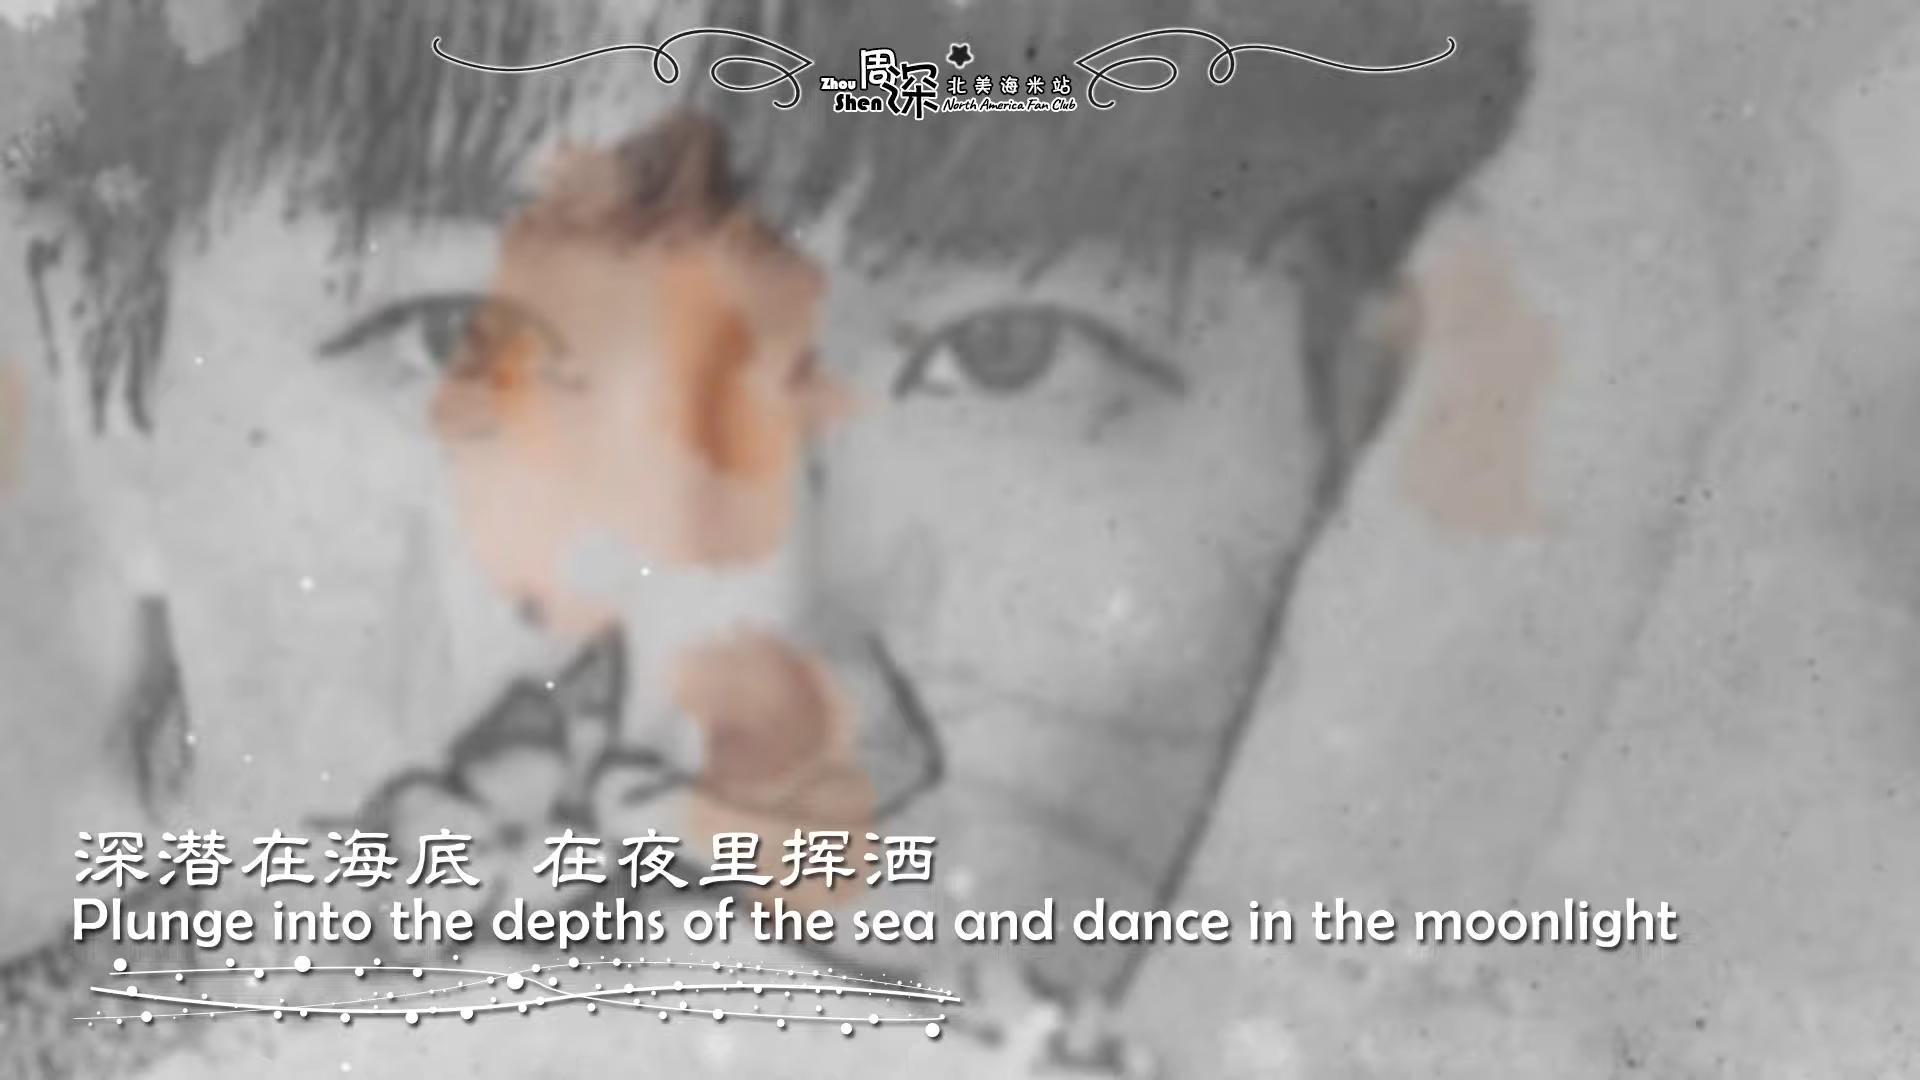 Zhou Shen 周深 北美海米站
North America Fan Club
深潜在海底 在夜里挥洒
Plunge into the depths of the sea and dance in the moonlight